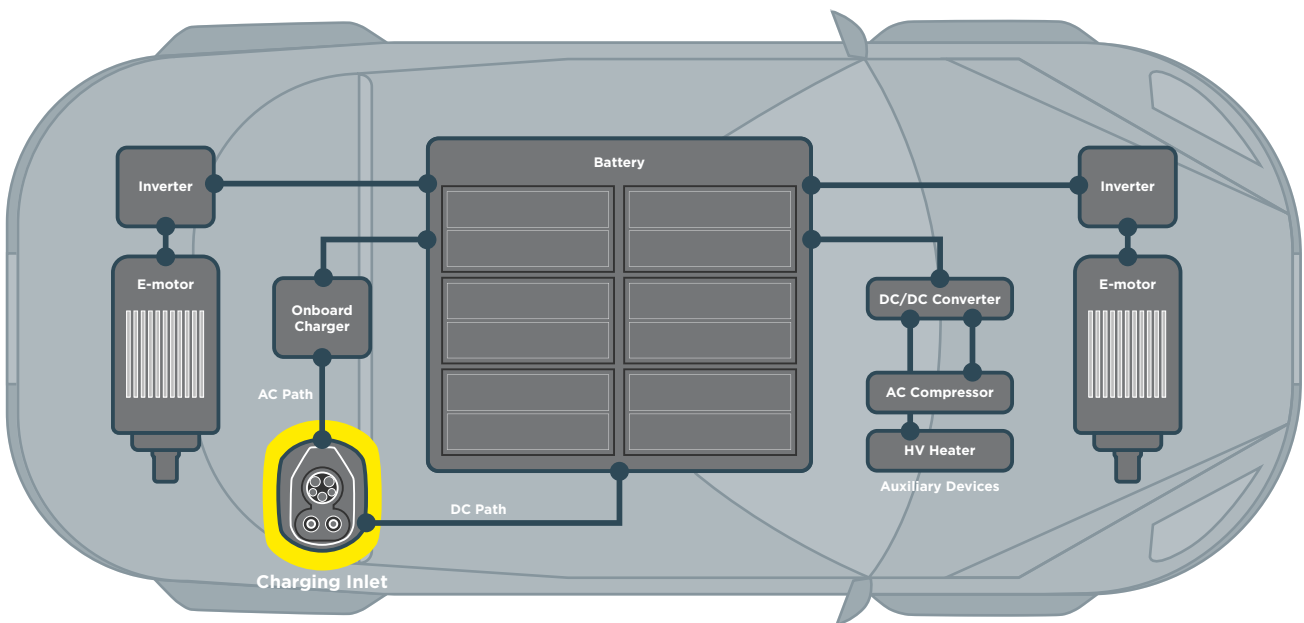 Battery
Inverter
Inverter
E-motor
E-motor
Onboard
Charger
DC/DC Converter
AC Path
AC Compressor
HV Heater
Auxiliary Devices
DC Path
Charging Inlet